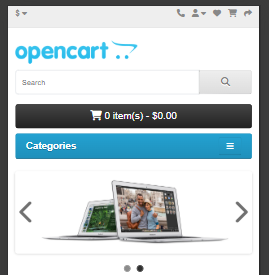 $
opencart
Search
0 item(s) - $0.00
Categories